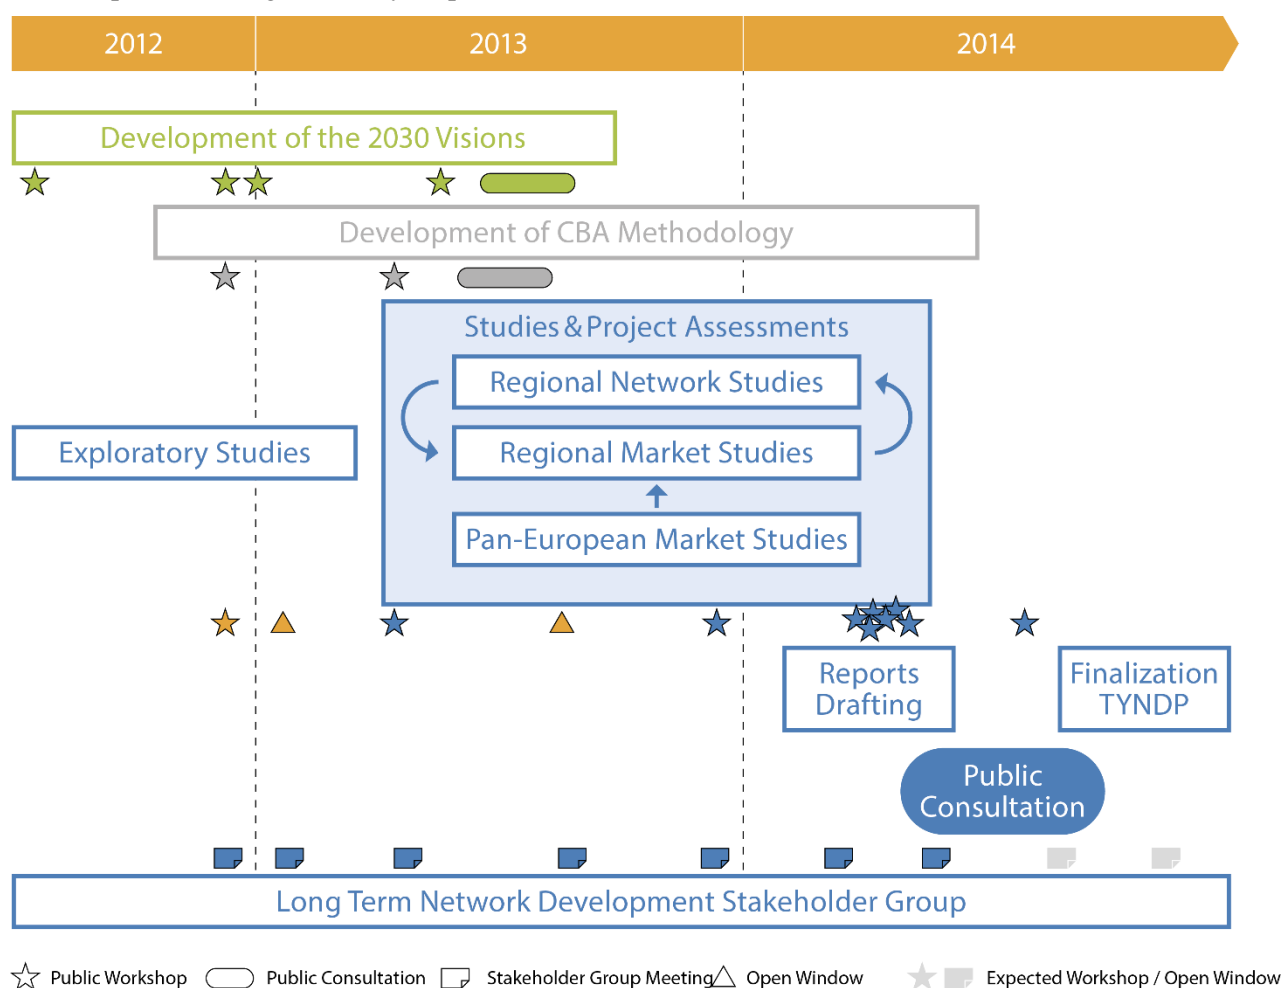 2012 2013 2014
Development of the 2030 Visions
Development of CBA Methodology
Studies & Project Assessments
Regional Network Studies
Exploratory Studies
Regional Market Studies
Pan-European Market Studies
Reports
Drafting
Finalization
TYNDP
Public
Consultation
Long Term Network Development Stakeholder Group
Public Workshop Public Consultation Stakeholder Group Meeting Open Window Expected Workshop / Open Window